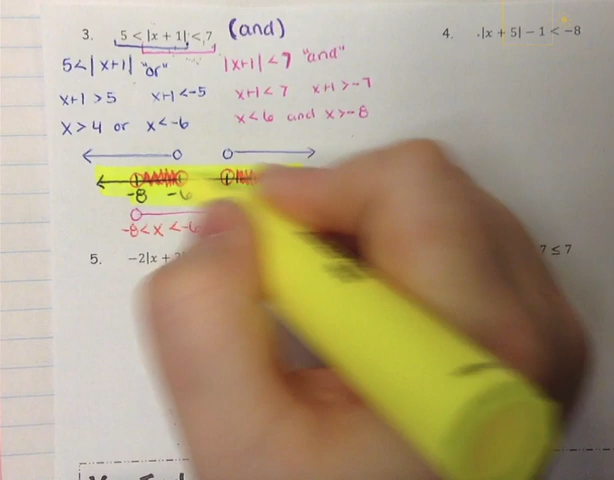 3. 5 < |x + 1| < 7 (and)
4. |x + 5| − 1 < −8
5 < |x+1| "or" |x+1| < 7 "and"
x+1 > 5 x+1 < -5 x+1 < 7 x+1 > -7
x > 4 or x < -6 x < 6 and x > -8
-8 -6
-8 < x < -6
5. −2|x + 7 ≤ 7